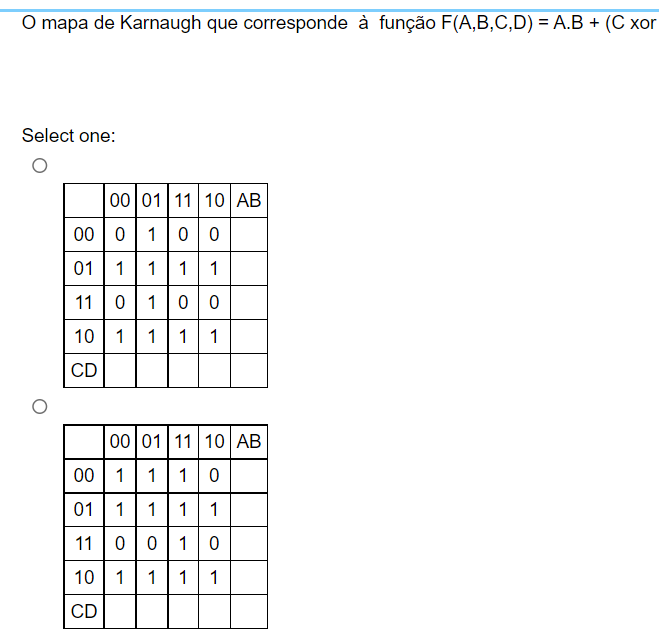 O mapa de Karnaugh que corresponde à função F(A,B,C,D) = A.B + (C xor
Select one:
00 01 11 10 AB
00 0 1 0 0
01 1 1 1 1
11 0 1 0 0
10 1 1 1 1
CD
00 01 11 10 AB
00 1 1 1 0
01 1 1 1 1
11 0 0 1 0
10 1 1 1 1
CD